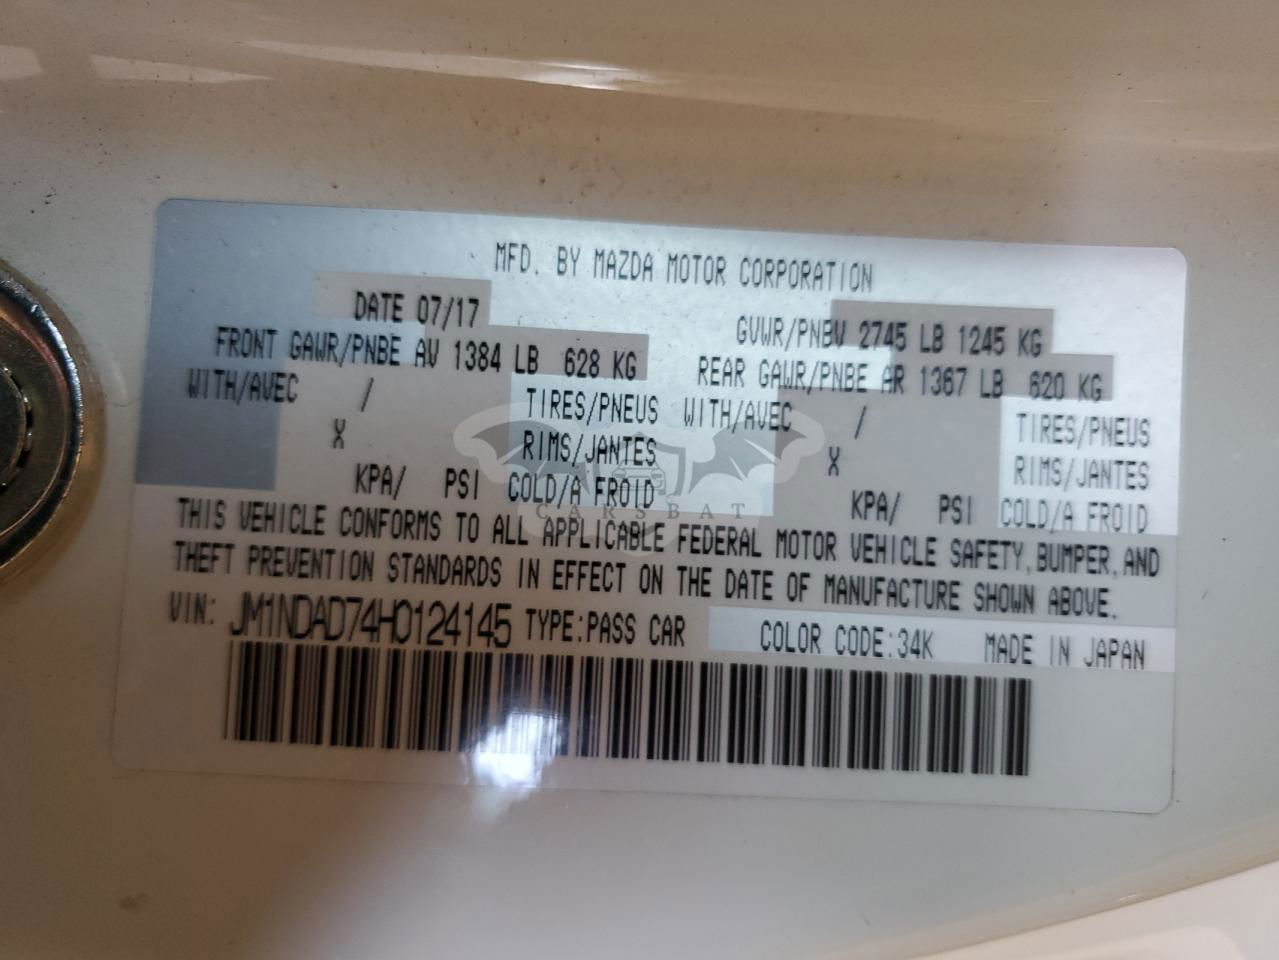 MFD. BY MAZDA MOTOR CORPORATION
DATE 07/17 GVWR/PNBV 2745 LB 1245 KG
FRONT GAWR/PNBE AV 1384 LB 628 KG REAR GAWR/PNBE AR 1367 LB 620 KG
WITH/AVEC / TIRES/PNEUS WITH/AVEC / TIRES/PNEUS
X RIMS/JANTES X RIMS/JANTES
KPA/ PSI COLD/A FROID KPA/ PSI COLD/A FROID
CARSBAT
THIS VEHICLE CONFORMS TO ALL APPLICABLE FEDERAL MOTOR VEHICLE SAFETY, BUMPER, AND
THEFT PREVENTION STANDARDS IN EFFECT ON THE DATE OF MANUFACTURE SHOWN ABOVE.
VIN: JM1NDAD74H0124145 TYPE:PASS CAR COLOR CODE:34K MADE IN JAPAN